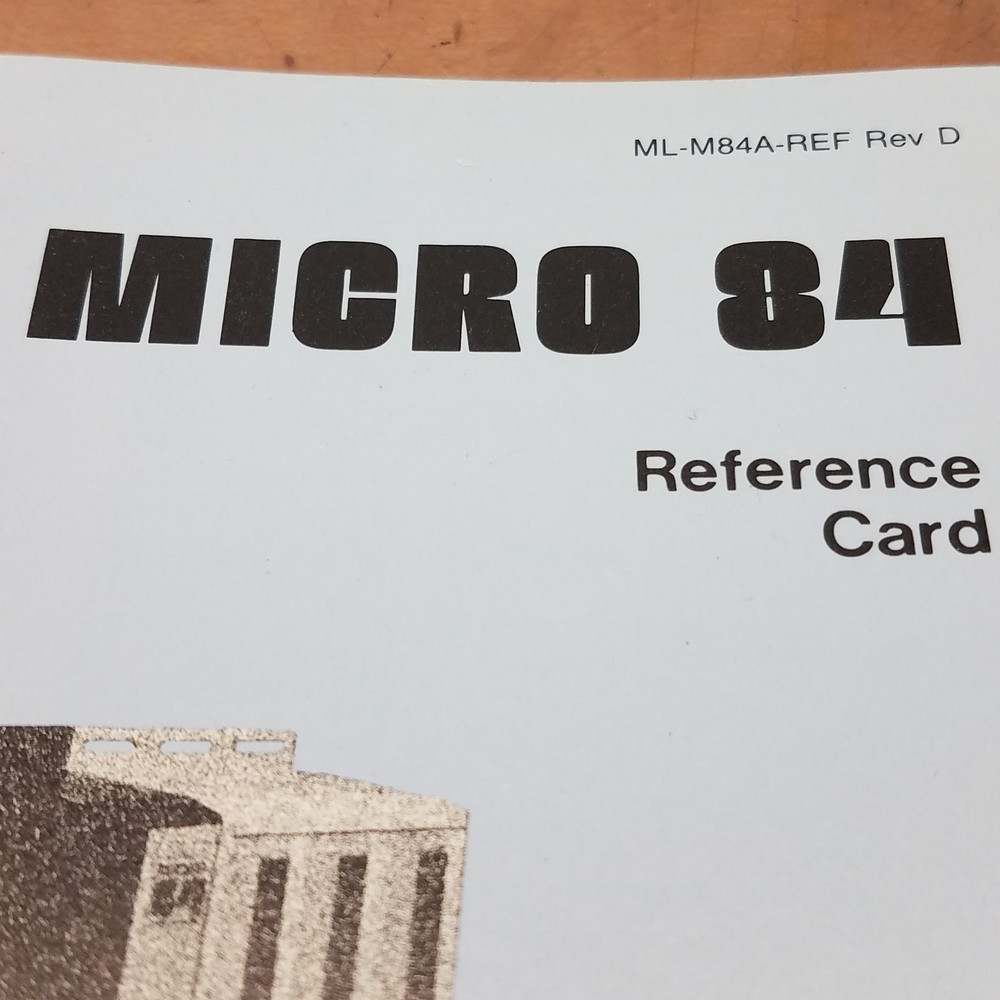 ML-M84A-REF Rev D
MICRO 84
Reference
Card